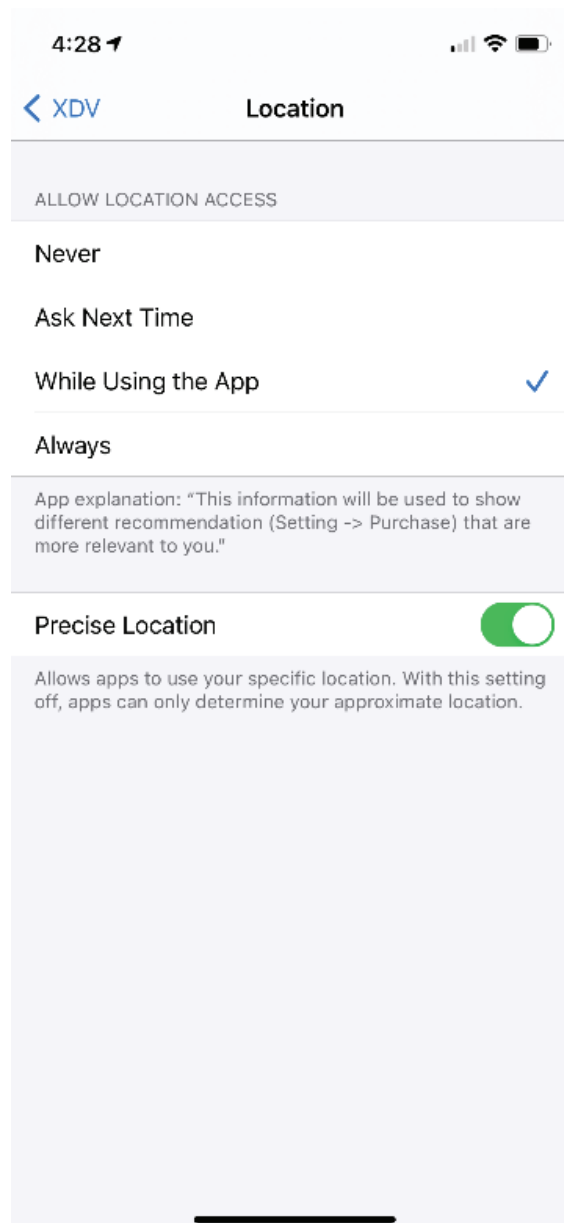 4:28
XDV Location
ALLOW LOCATION ACCESS
Never
Ask Next Time
While Using the App
Always
App explanation: “This information will be used to show
different recommendation (Setting -> Purchase) that are
more relevant to you."
Precise Location
Allows apps to use your specific location. With this setting
off, apps can only determine your approximate location.